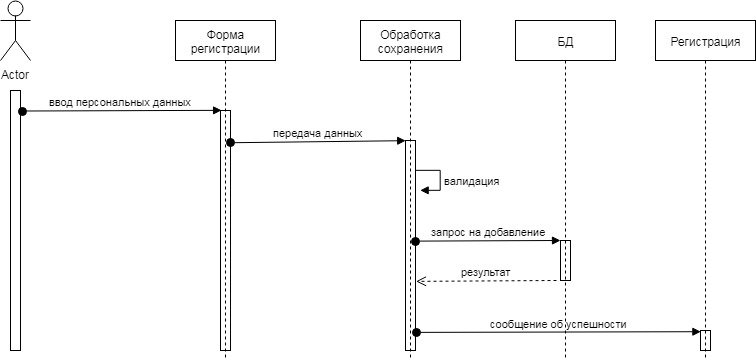 Actor
Форма
регистрации
Обработка
сохранения
БД
Регистрация
ввод персональных данных
передача данных
валидация
запрос на добавление
результат
сообщение об успешности